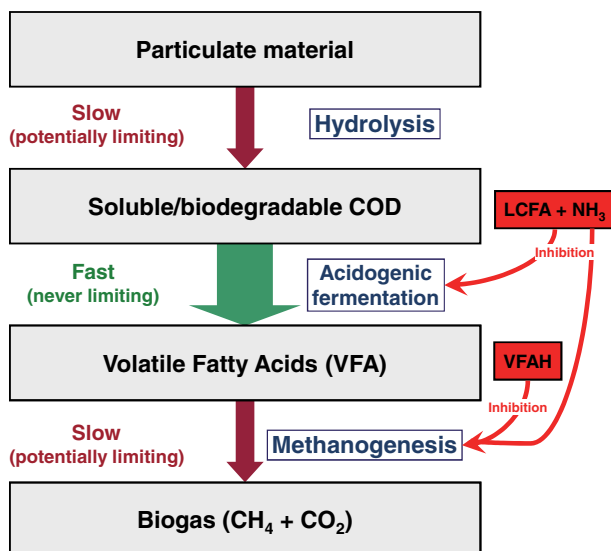 Particulate material
Slow
(potentially limiting)
Hydrolysis
Soluble/biodegradable COD
LCFA + NH₃
Inhibition
Fast
(never limiting)
Acidogenic
fermentation
Volatile Fatty Acids (VFA)
VFAH
Inhibition
Slow
(potentially limiting)
Methanogenesis
Biogas (CH₄ + CO₂)